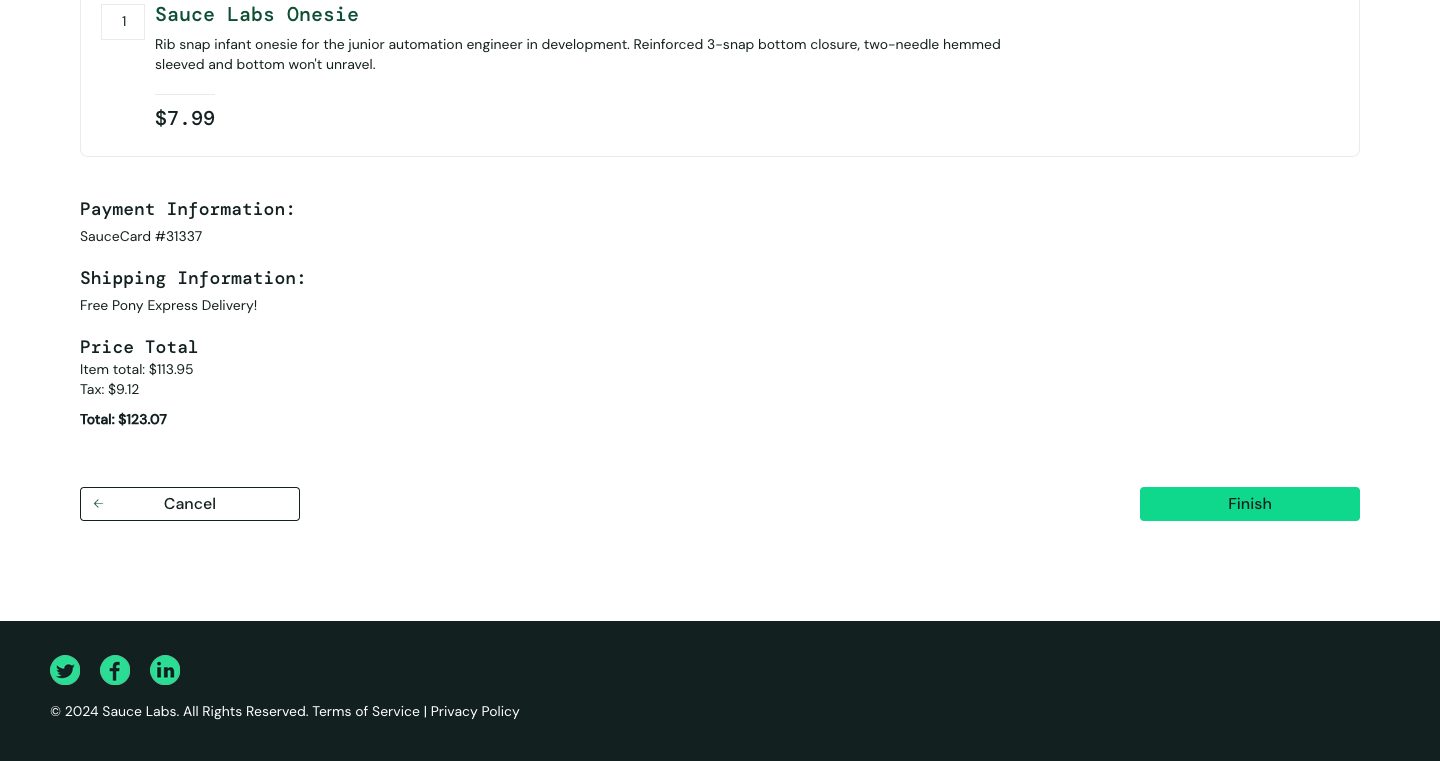 1
Sauce Labs Onesie
Rib snap infant onesie for the junior automation engineer in development. Reinforced 3-snap bottom closure, two-needle hemmed
sleeved and bottom won't unravel.
$7.99
Payment Information:
SauceCard #31337
Shipping Information:
Free Pony Express Delivery!
Price Total
Item total: $113.95
Tax: $9.12
Total: $123.07
Cancel
Finish
© 2024 Sauce Labs. All Rights Reserved. Terms of Service | Privacy Policy